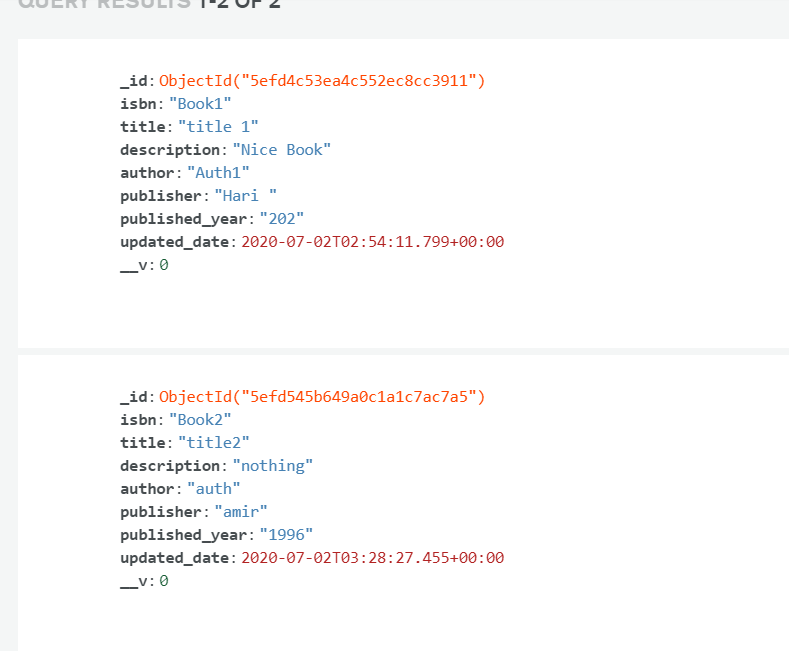 QUERY RESULTS 1-2 OF 2
_id: ObjectId("5efd4c53ea4c552ec8cc3911")
isbn: "Book1"
title: "title 1"
description: "Nice Book"
author: "Auth1"
publisher: "Hari "
published_year: "202"
updated_date: 2020-07-02T02:54:11.799+00:00
__v: 0
_id: ObjectId("5efd545b649a0c1a1c7ac7a5")
isbn: "Book2"
title: "title2"
description: "nothing"
author: "auth"
publisher: "amir"
published_year: "1996"
updated_date: 2020-07-02T03:28:27.455+00:00
__v: 0